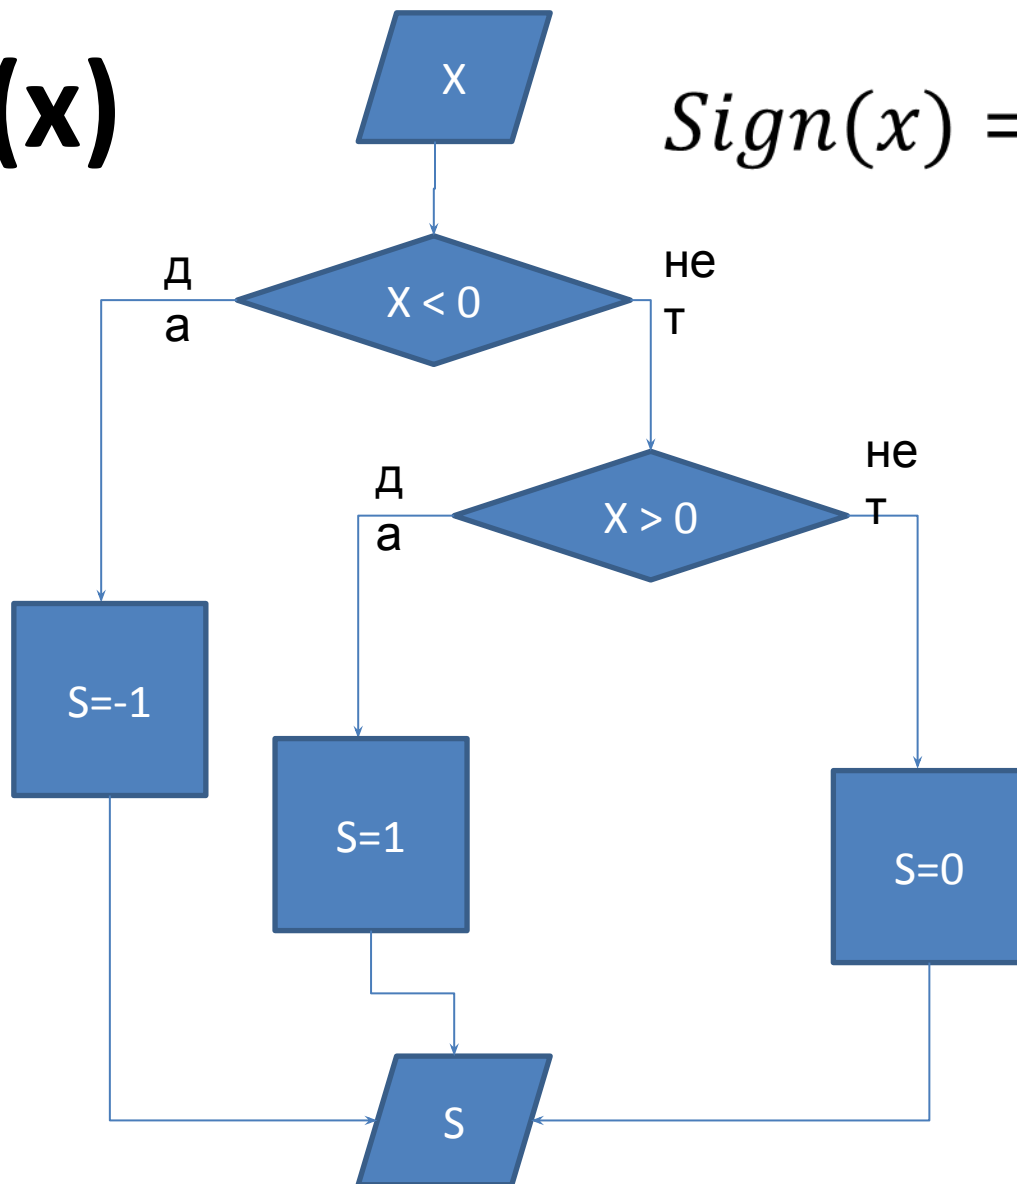 (x)
X
Sign(x) =
д
а
X < 0
не
т
д
а
X > 0
не
т
S=-1
S=1
S=0
S